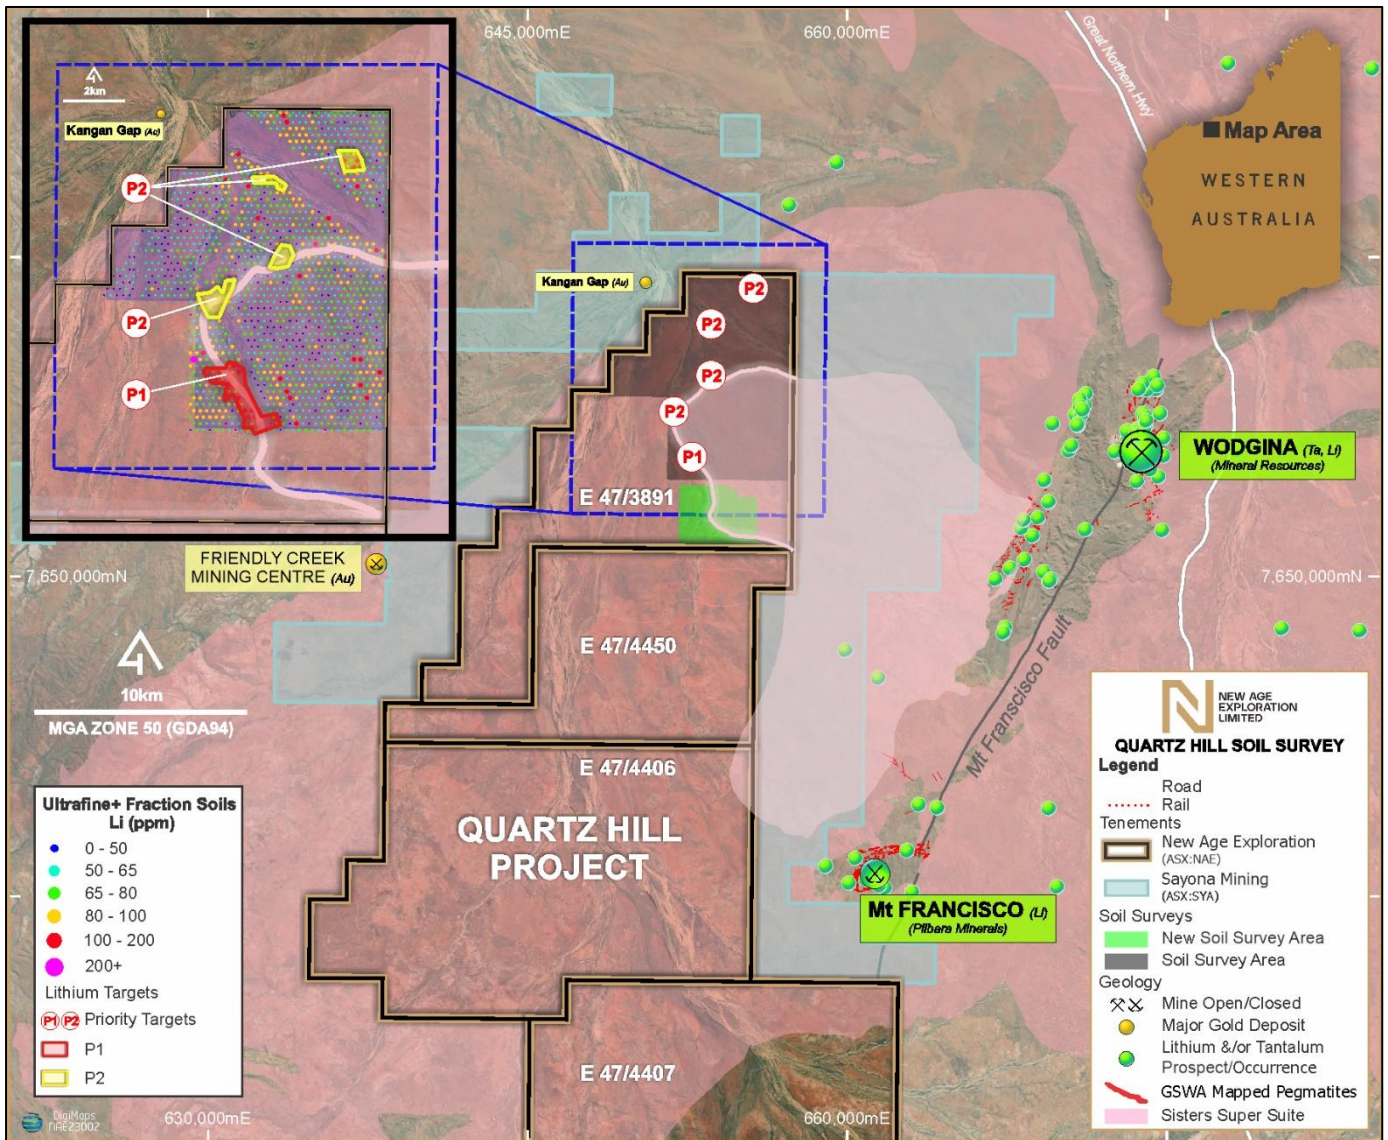 645,000mE
660,000mE
Great Northern Hwy
2km
Kangan Gap (Au)
P2
P2
P1
Map Area
WESTERN
AUSTRALIA
Kangan Gap (Au)
P2
P2
P2
P2
P1
E 47/3891
WODGINA (Ta, Li)
(Mineral Resources)
FRIENDLY CREEK
MINING CENTRE (Au)
7,650,000mN
7,650,000mN
E 47/4450
Mt Franscisco Fault
10km
MGA ZONE 50 (GDA94)
E 47/4406
QUARTZ HILL
PROJECT
Mt FRANCISCO (Li)
(Pilbara Minerals)
E 47/4407
630,000mE
660,000mE
Ultrafine+ Fraction Soils
Li (ppm)
0 - 50
50 - 65
65 - 80
80 - 100
100 - 200
200+
Lithium Targets
P1 P2 Priority Targets
P1
P2
DigiMaps
NAE23002
N
NEW AGE
EXPLORATION
LIMITED
QUARTZ HILL SOIL SURVEY
Legend
Road
Rail
Tenements
New Age Exploration
(ASX:NAE)
Sayona Mining
(ASX:SYA)
Soil Surveys
New Soil Survey Area
Soil Survey Area
Geology
Mine Open/Closed
Major Gold Deposit
Lithium &/or Tantalum
Prospect/Occurrence
GSWA Mapped Pegmatites
Sisters Super Suite